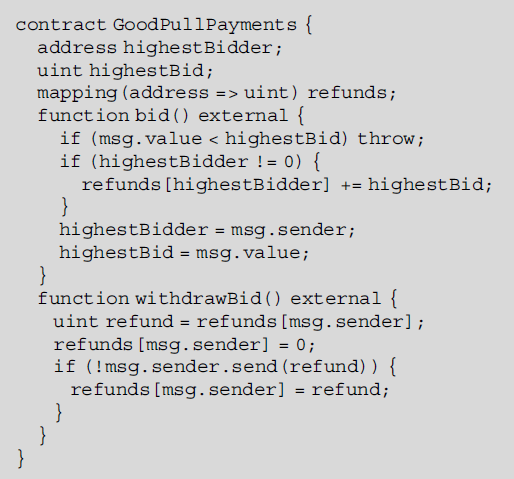 contract GoodPullPayments {
  address highestBidder;
  uint highestBid;
  mapping(address => uint) refunds;
  function bid() external {
    if (msg.value < highestBid) throw;
    if (highestBidder != 0) {
      refunds[highestBidder] += highestBid;
    }
    highestBidder = msg.sender;
    highestBid = msg.value;
  }
  function withdrawBid() external {
    uint refund = refunds[msg.sender];
    refunds[msg.sender] = 0;
    if (!msg.sender.send(refund)) {
      refunds[msg.sender] = refund;
    }
  }
}